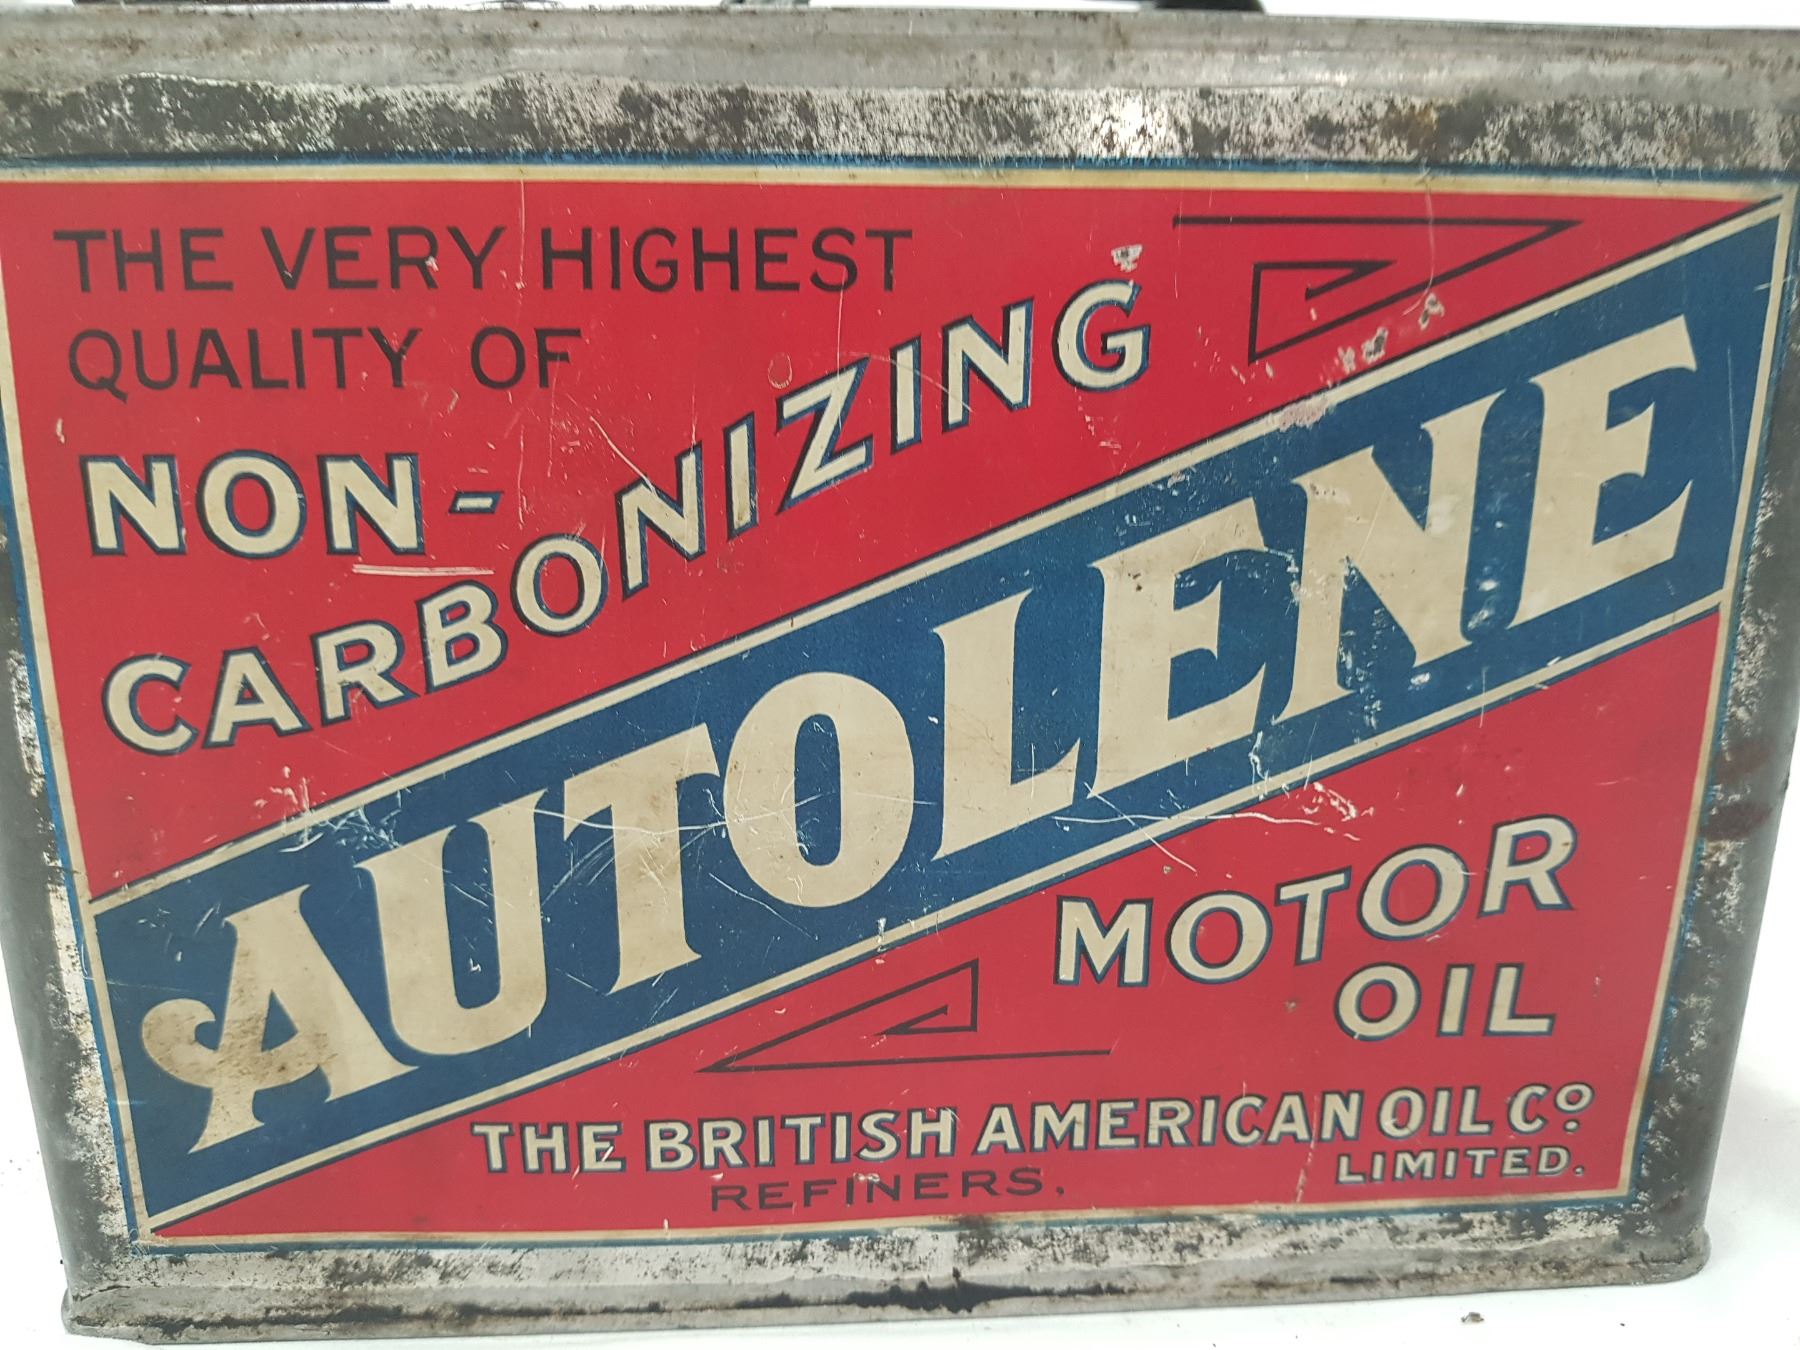 THE VERY HIGHEST
QUALITY OF
NON-
CARBONIZING
AUTOLENE
MOTOR
OIL
THE BRITISH AMERICAN OIL Cº
LIMITED.
REFINERS,